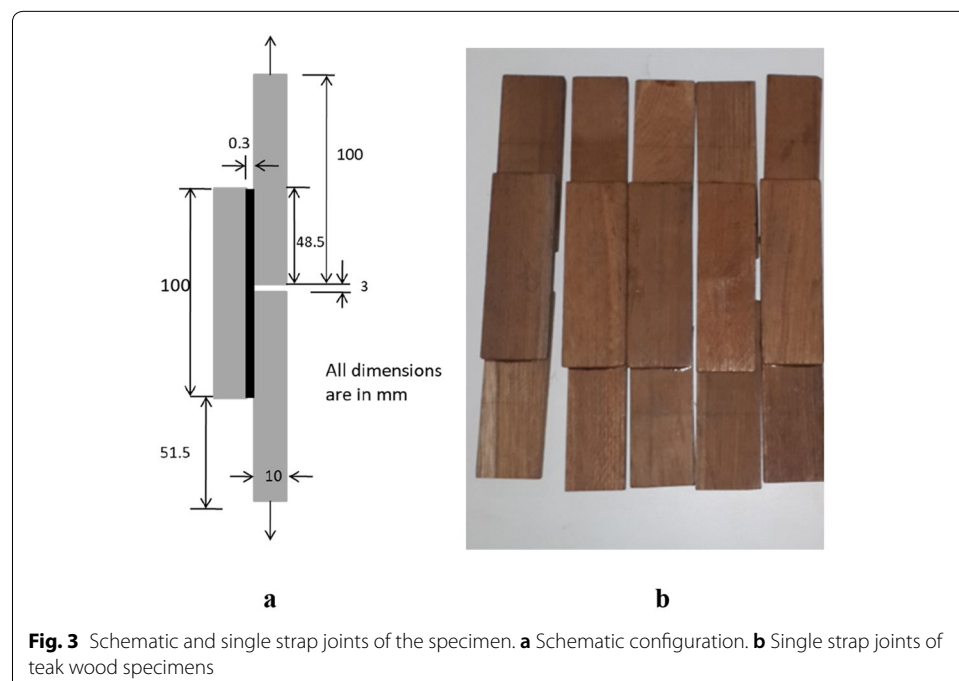 0.3
100
48.5
100
3
All dimensions
are in mm
51.5
10
a
b
Fig. 3 Schematic and single strap joints of the specimen. a Schematic configuration. b Single strap joints of
teak wood specimens